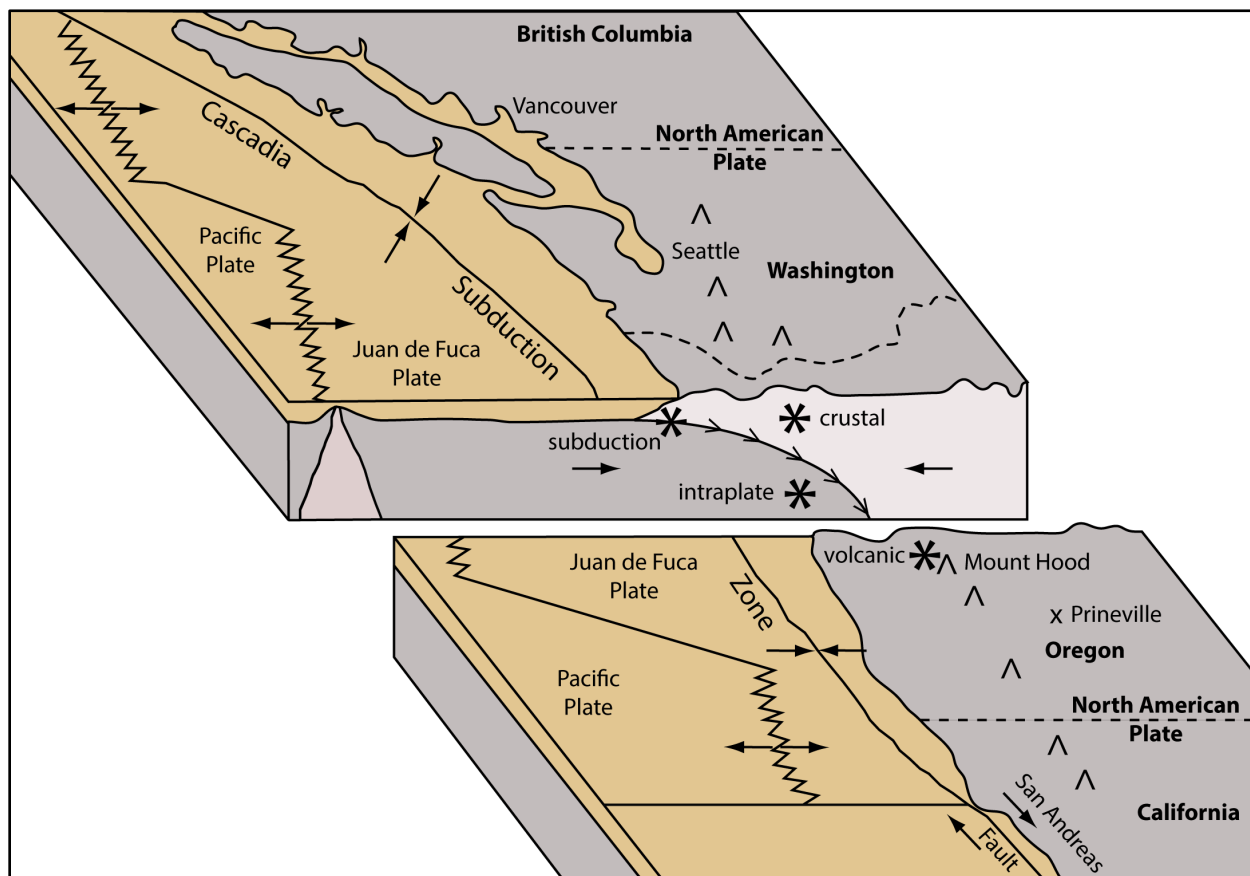 British Columbia
Vancouver
North American
Plate
Cascadia
Subduction
Pacific
Plate
Seattle
Washington
Juan de Fuca
Plate
subduction
crustal
intraplate
volcanic
Mount Hood
Juan de Fuca
Plate
Zone
x Prineville
Oregon
Pacific
Plate
North American
Plate
San Andreas
Fault
California